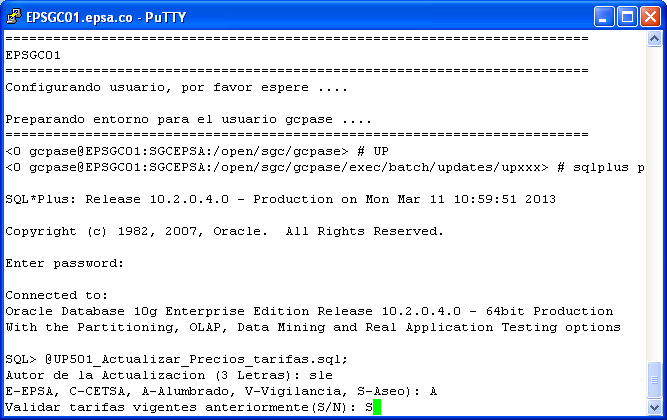 EPSGC01.epsa.co - PuTTY
==========================================================================
EPSGC01
==========================================================================
Configurando usuario, por favor espere ....
Preparando entorno para el usuario gcpase ....
==========================================================================
<0 gcpase@EPSGC01:SGCEPSA:/open/sgc/gcpase> # UP
<0 gcpase@EPSGC01:SGCEPSA:/open/sgc/gcpase/exec/batch/updates/upxxx> # sqlplus p
SQL*Plus: Release 10.2.0.4.0 - Production on Mon Mar 11 10:59:51 2013
Copyright (c) 1982, 2007, Oracle.  All Rights Reserved.
Enter password:
Connected to:
Oracle Database 10g Enterprise Edition Release 10.2.0.4.0 - 64bit Production
With the Partitioning, OLAP, Data Mining and Real Application Testing options
SQL> @UP501_Actualizar_Precios_tarifas.sql;
Autor de la Actualizacion (3 Letras): sle
E-EPSA, C-CETSA, A-Alumbrado, V-Vigilancia, S-Aseo): A
Validar tarifas vigentes anteriormente(S/N): S